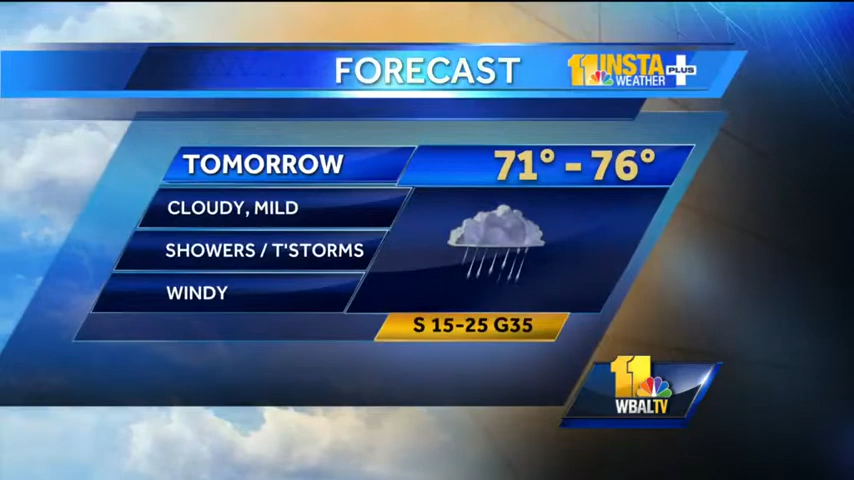 FORECAST
11 INSTA
WEATHER PLUS
TOMORROW
71° - 76°
CLOUDY, MILD
SHOWERS / T'STORMS
WINDY
S 15-25 G35
11
WBALTV